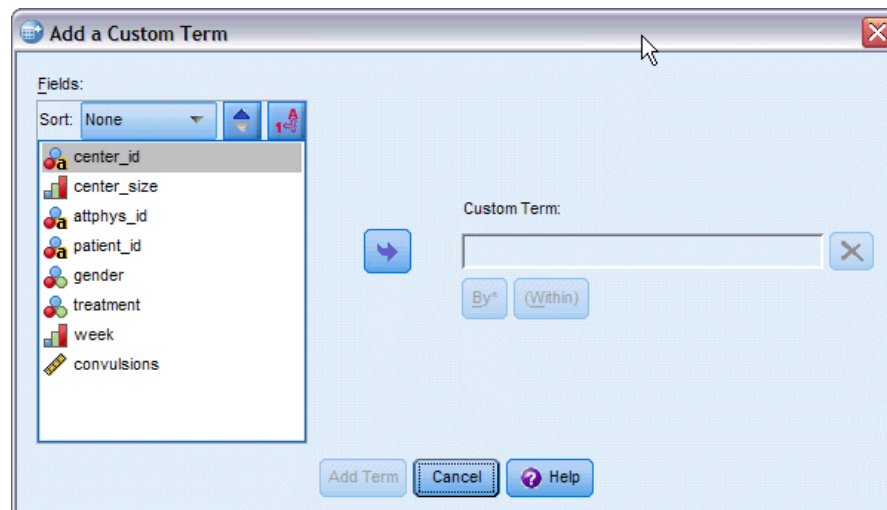 Add a Custom Term
Fields:
Sort: None
center_id
center_size
attphys_id
patient_id
gender
treatment
week
convulsions
Custom Term:
By* (Within)
Add Term Cancel Help